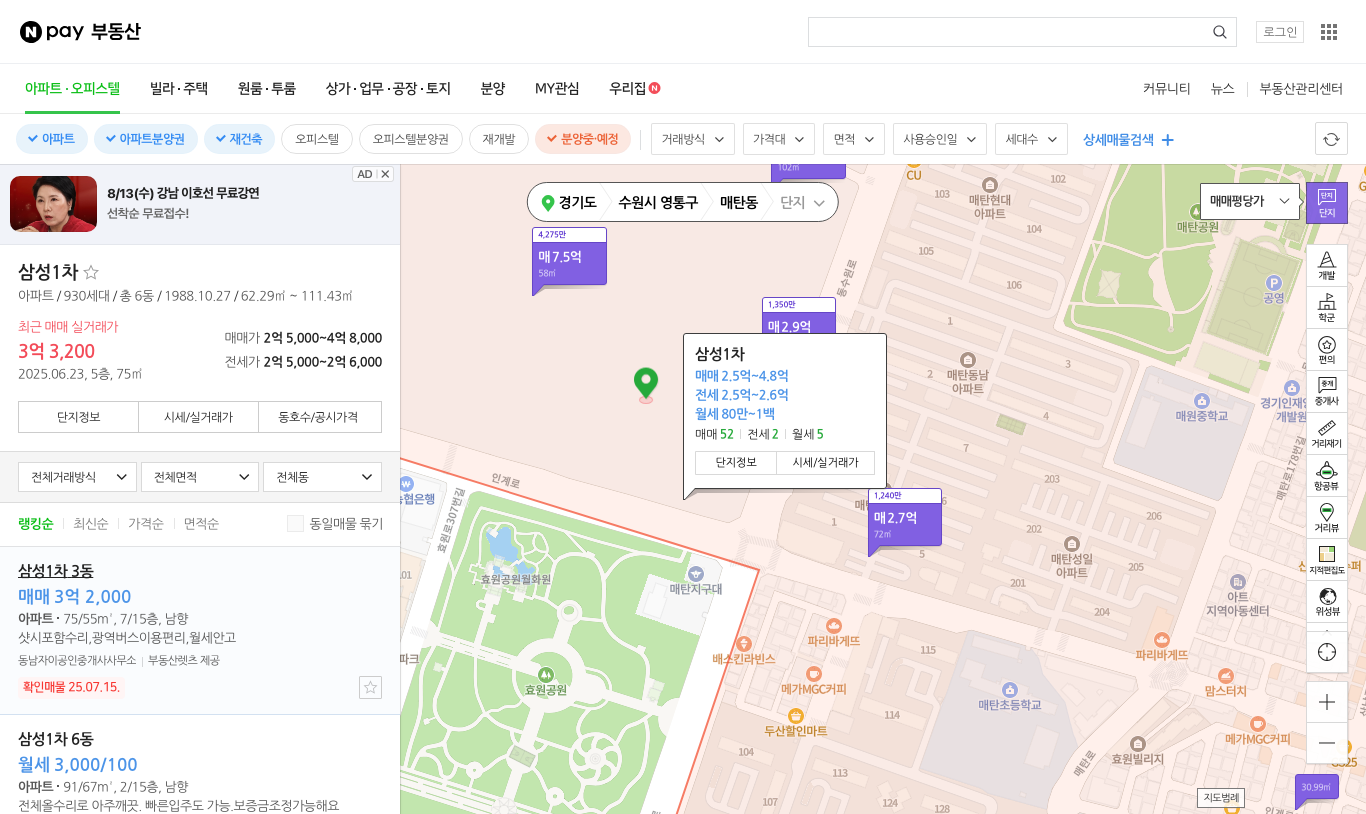 N pay 부동산
로그인
아파트·오피스텔 빌라·주택 원룸·투룸 상가·업무·공장·토지 분양 MY관심 우리집 N
커뮤니티 뉴스 부동산관리센터
아파트 아파트분양권 재건축 오피스텔 오피스텔분양권 재개발 분양중·예정 거래방식 가격대 면적 사용승인일 세대수 상세매물검색
8/13(수) 강남 이호선 무료강연
선착순 무료접수!
AD
삼성1차
아파트 / 930세대 / 총 6동 / 1988.10.27 / 62.29㎡ ~ 111.43㎡
최근 매매 실거래가
3억 3,200
2025.06.23, 5층, 75㎡
매매가 2억 5,000~4억 8,000
전세가 2억 5,000~2억 6,000
단지정보 시세/실거래가 동호수/공시가격
전체거래방식 전체면적 전체동
랭킹순 최신순 가격순 면적순 동일매물 묶기
삼성1차 3동
매매 3억 2,000
아파트 · 75/55m², 7/15층, 남향
샷시포함수리,광역버스이용편리,월세안고
동남자이공인중개사사무소 부동산렛츠 제공
확인매물 25.07.15.
삼성1차 6동
월세 3,000/100
아파트 · 91/67m², 2/15층, 남향
전체올수리로 아주깨끗. 빠른입주도 가능.보증금조정가능해요
102㎡
경기도 수원시 영통구 매탄동 단지
4,275만
매 7.5억
58㎡
1,350만
매 2.9억
삼성1차
매매 2.5억~4.8억
전세 2.5억~2.6억
월세 80만~1백
매매 52 전세 2 월세 5
단지정보 시세/실거래가
1,240만
매 2.7억
72㎡
CU
103
매탄현대
아파트
102
104
105
106
동수원로
매탄공원
P
공영
매탄동남
아파트
2
1
4
3
7
매원중학교
매탄로178번길
인계로
농협은행
효원로307번길
효원공원월화원
101
파크
효원공원
매탄지구대
1
5
203
202
206
매탄성일
아파트
201
204
205
아트
지역아동센터
배스킨라빈스
파리바게뜨
115
메가MGC커피
두산할인마트
114
104
113
107
124
128
매탄초등학교
파리바게뜨
맘스터치
메가MGC커피
효원빌리지
매탄로
GS25
매매평당가
단지
단지
개발
학군
편의
중개
중개사
거리재기
항공뷰
거리뷰
지적편집도
위성뷰
30.99㎡
지도범례
인계로